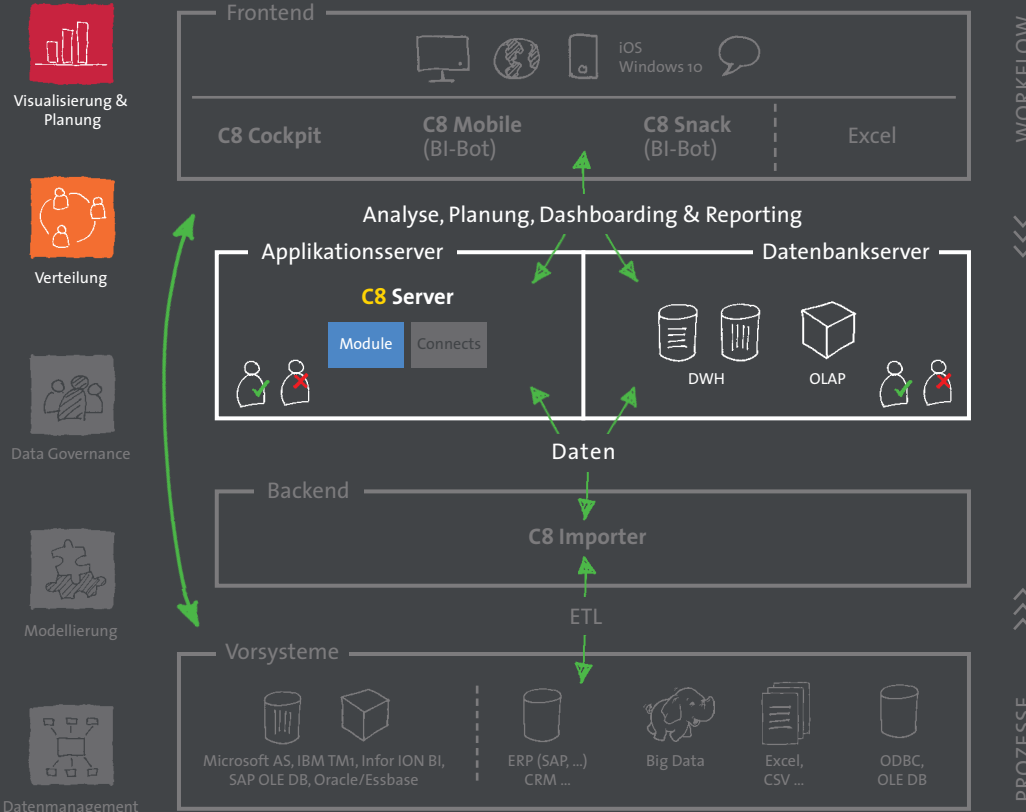 Frontend
iOS
Windows 10
C8 Cockpit
C8 Mobile
(BI-Bot)
C8 Snack
(BI-Bot)
Excel
Visualisierung &
Planung
Analyse, Planung, Dashboarding & Reporting
Verteilung
Applikationsserver
Datenbankserver
C8 Server
Module
Connects
DWH
OLAP
Data Governance
Daten
Backend
C8 Importer
Modellierung
ETL
Vorsysteme
Microsoft AS, IBM TM1, Infor ION BI,
SAP OLE DB, Oracle/Essbase
ERP (SAP, ...)
CRM ...
Big Data
Excel,
CSV ...
ODBC,
OLE DB
Datenmanagement
WORKFLOW
<<<
>>>
PROZESSE